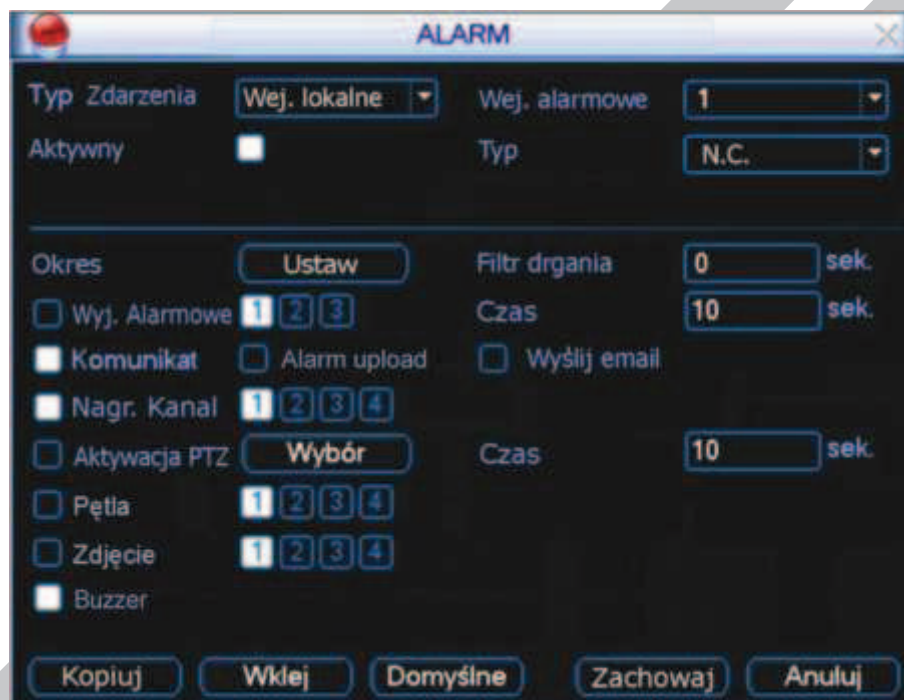 ALARM
Typ Zdarzenia Wej. lokalne Wej. alarmowe 1
Aktywny Typ N.C.
Okres Ustaw Filtr drgania 0 sek.
Wyj. Alarmowe 1 2 3 Czas 10 sek.
Komunikat Alarm upload Wyślij email
Nagr. Kanal 1 2 3 4
Aktywacja PTZ Wybór Czas 10 sek.
Pętla 1 2 3 4
Zdjęcie 1 2 3 4
Buzzer
Kopiuj Wklej Domyślne Zachowaj Anuluj